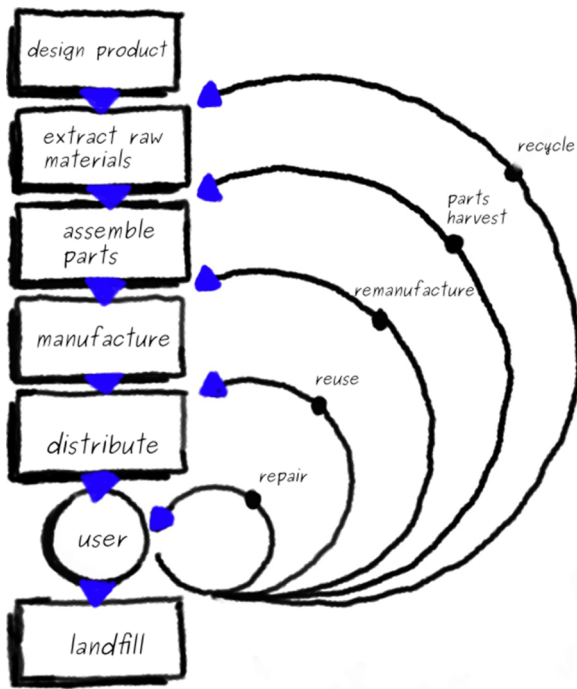 design product
extract raw
materials
assemble
parts
manufacture
distribute
user
landfill
recycle
parts
harvest
remanufacture
reuse
repair